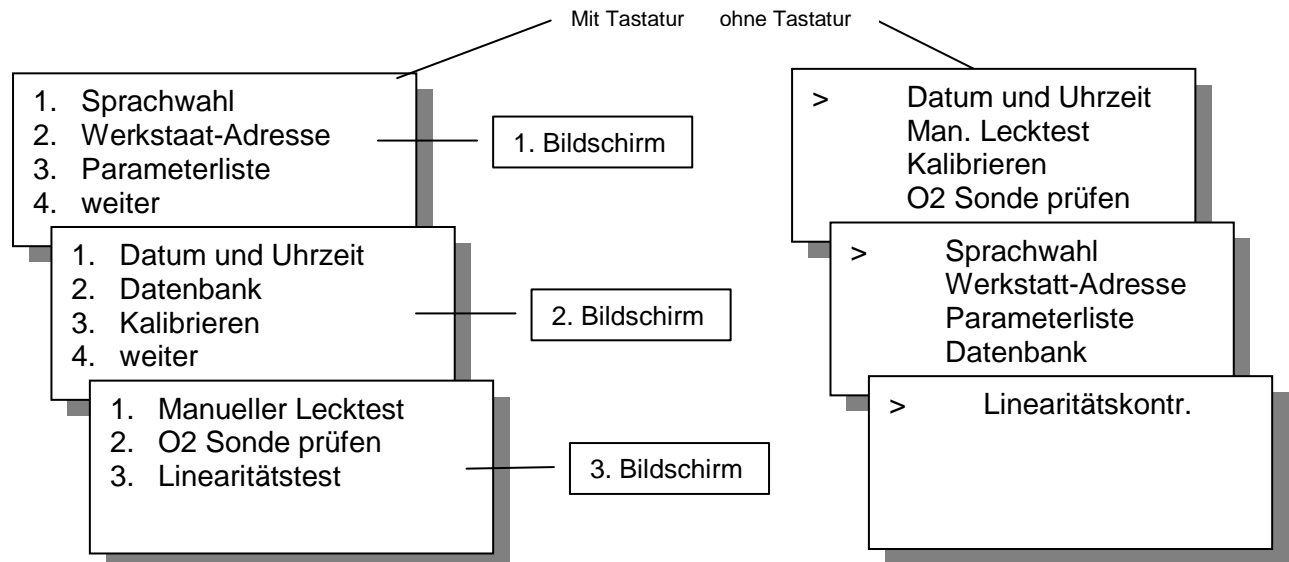 Mit Tastatur
ohne Tastatur
1. Sprachwahl
2. Werkstaat-Adresse
3. Parameterliste
4. weiter
1. Bildschirm
1. Datum und Uhrzeit
2. Datenbank
3. Kalibrieren
4. weiter
2. Bildschirm
1. Manueller Lecktest
2. O2 Sonde prüfen
3. Linearitätstest
3. Bildschirm
> Datum und Uhrzeit
Man. Lecktest
Kalibrieren
O2 Sonde prüfen
> Sprachwahl
Werkstatt-Adresse
Parameterliste
Datenbank
> Linearitätskontr.